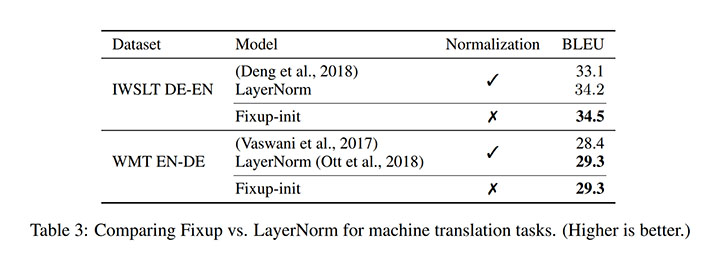 Dataset Model Normalization BLEU
(Deng et al., 2018) 33.1
IWSLT DE-EN LayerNorm ✓ 34.2
Fixup-init ✗ 34.5
(Vaswani et al., 2017) 28.4
WMT EN-DE LayerNorm (Ott et al., 2018) ✓ 29.3
Fixup-init ✗ 29.3
Table 3: Comparing Fixup vs. LayerNorm for machine translation tasks. (Higher is better.)